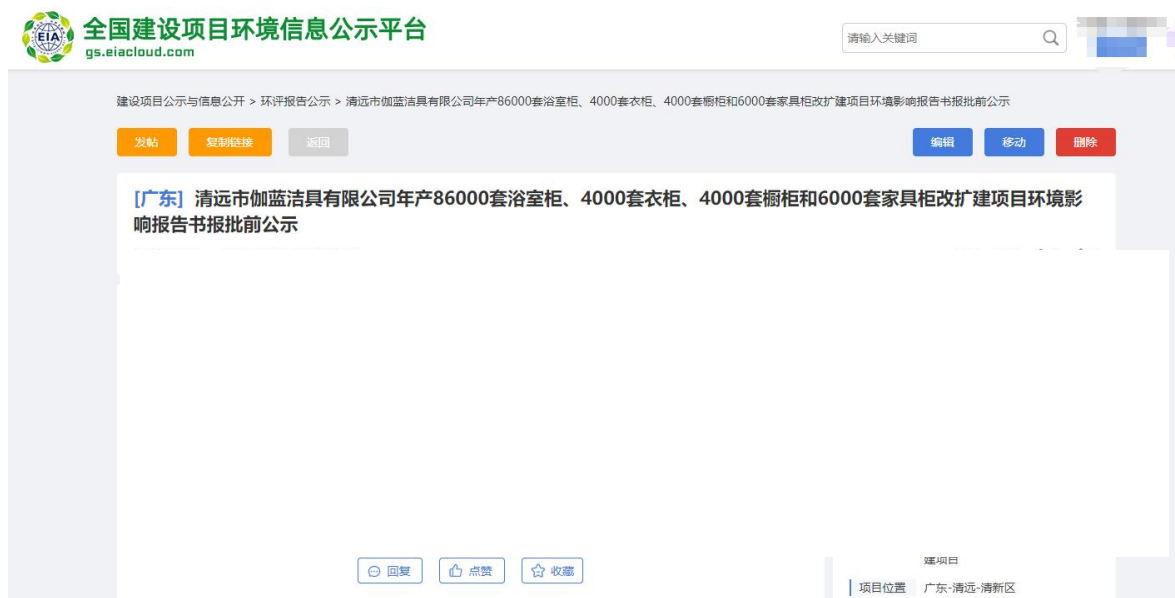 EIA
全国建设项目环境信息公示平台
gs.eiacloud.com
请输入关键词
建设项目公示与信息公开 > 环评报告公示 > 清远市伽蓝洁具有限公司年产86000套浴室柜、4000套衣柜、4000套橱柜和6000套家具柜改扩建项目环境影响报告书报批前公示
发帖 复制链接 返回 编辑 移动 删除
[广东] 清远市伽蓝洁具有限公司年产86000套浴室柜、4000套衣柜、4000套橱柜和6000套家具柜改扩建项目环境影
响报告书报批前公示
建项目
回复 点赞 收藏
项目位置 广东-清远-清新区